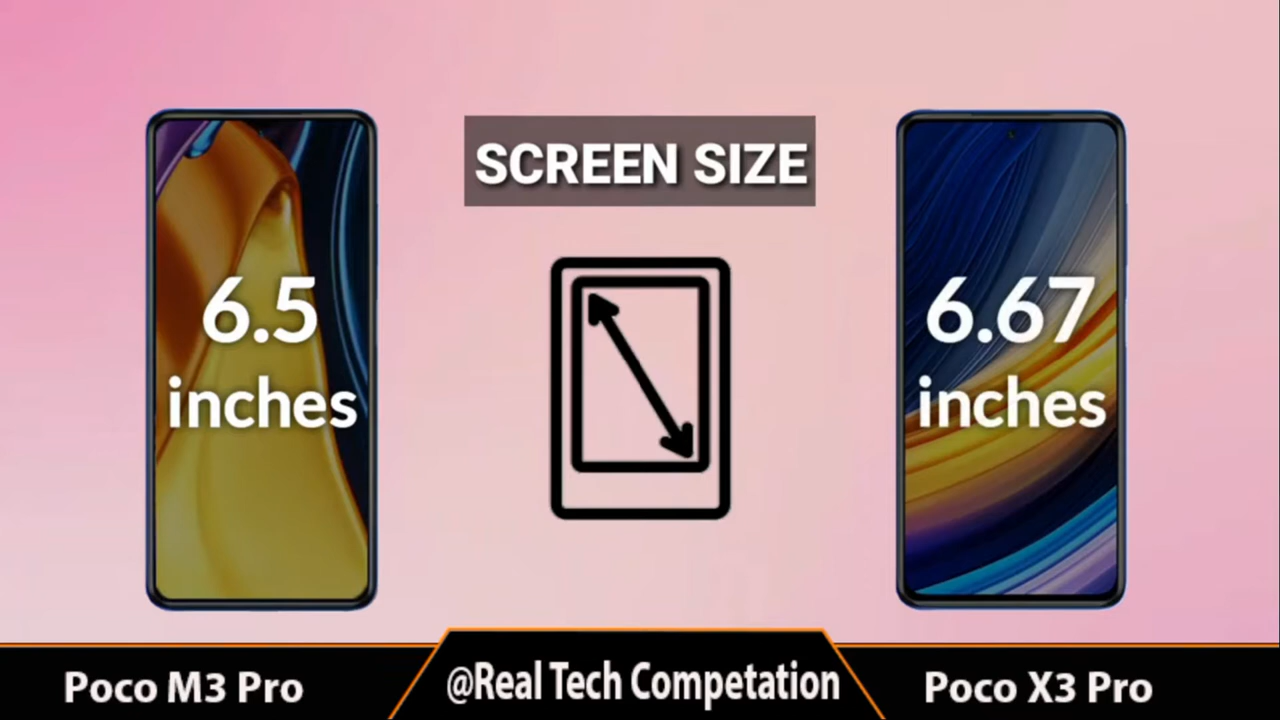 SCREEN SIZE
6.5
inches
6.67
inches
Poco M3 Pro
@Real Tech Competation
Poco X3 Pro